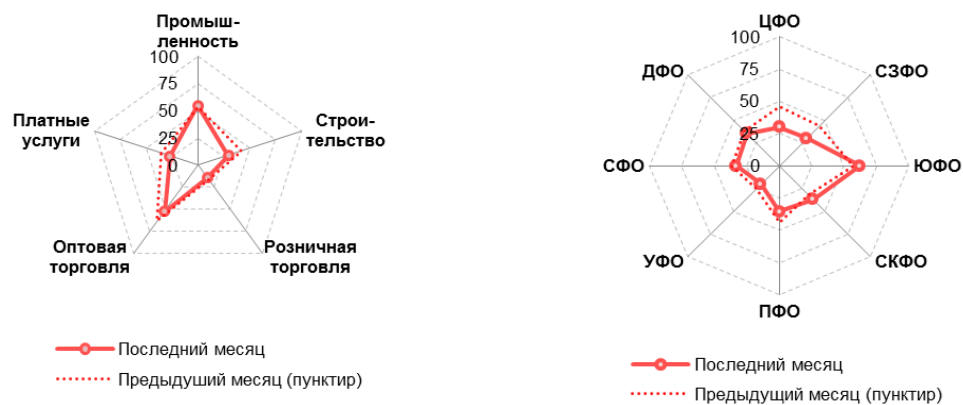 Промыш-
ленность
100
75
50
25
0
Платные
услуги
Строи-
тельство
Оптовая
торговля
Розничная
торговля
Последний месяц
Предыдуший месяц (пунктир)
ЦФО
100
75
50
25
0
ДФО
СЗФО
СФО
ЮФО
УФО
СКФО
ПФО
Последний месяц
Предыдущий месяц (пунктир)